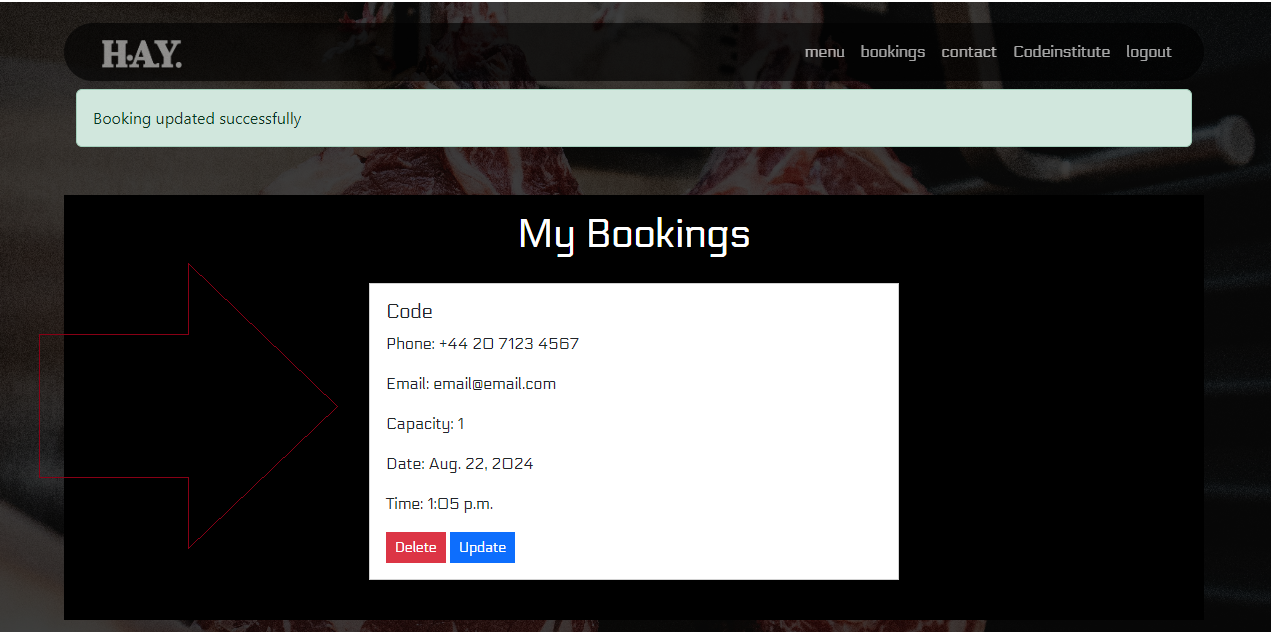 H·A.Y.
menu bookings contact Codeinstitute logout
Booking updated successfully
My Bookings
Code
Phone: +44 20 7123 4567
Email: email@email.com
Capacity: 1
Date: Aug. 22, 2024
Time: 1:05 p.m.
Delete Update